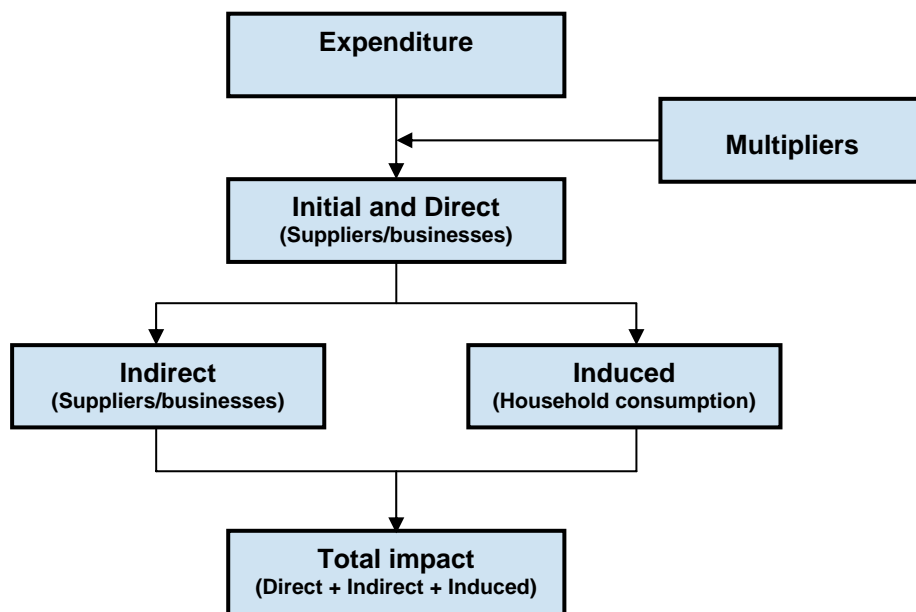 Expenditure
Multipliers
Initial and Direct
(Suppliers/businesses)
Indirect
(Suppliers/businesses)
Induced
(Household consumption)
Total impact
(Direct + Indirect + Induced)